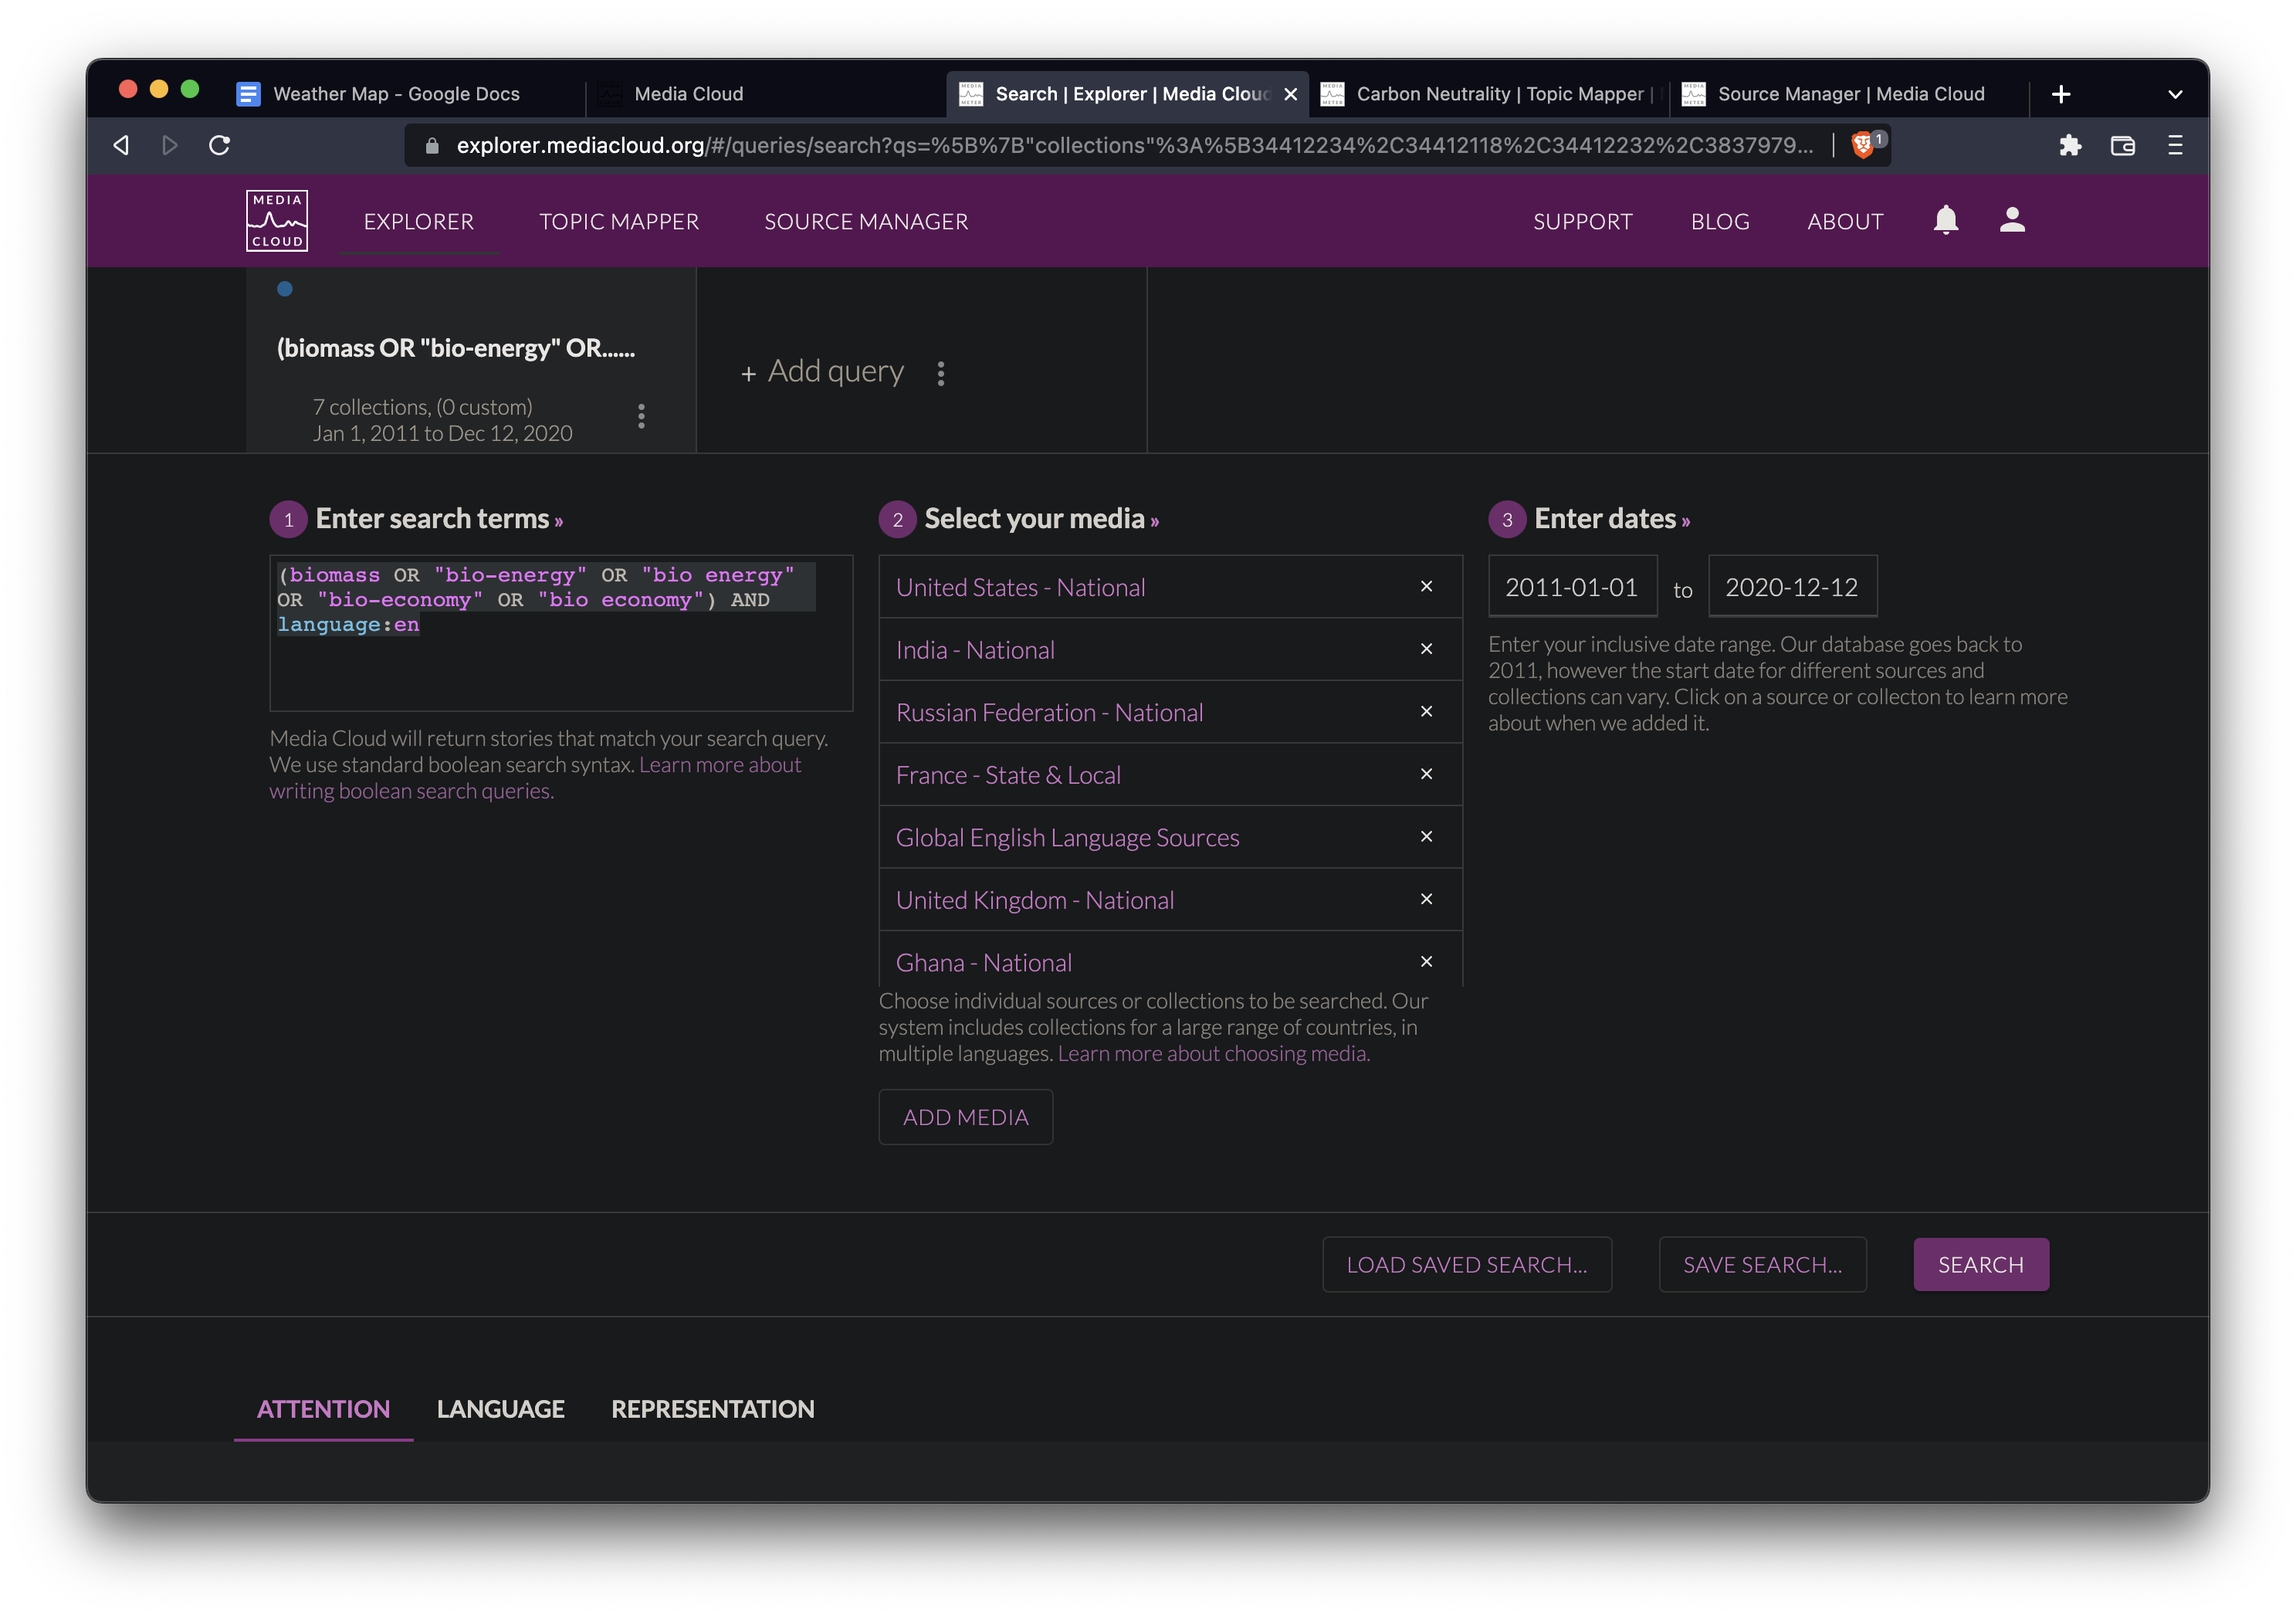 Weather Map - Google Docs
Media Cloud
Search | Explorer | Media Cloud
Carbon Neutrality | Topic Mapper |
Source Manager | Media Cloud
explorer.mediacloud.org/#/queries/search?qs=%5B%7B"collections"%3A%5B34412234%2C34412118%2C34412232%2C3837979...
1
MEDIA CLOUD
EXPLORER
TOPIC MAPPER
SOURCE MANAGER
SUPPORT
BLOG
ABOUT
(biomass OR "bio-energy" OR......
7 collections, (0 custom)
Jan 1, 2011 to Dec 12, 2020
+ Add query
1 Enter search terms »
(biomass OR "bio-energy" OR "bio energy"
OR "bio-economy" OR "bio economy") AND
language:en
Media Cloud will return stories that match your search query.
We use standard boolean search syntax. Learn more about
writing boolean search queries.
2 Select your media »
United States - National
India - National
Russian Federation - National
France - State & Local
Global English Language Sources
United Kingdom - National
Ghana - National
Choose individual sources or collections to be searched. Our
system includes collections for a large range of countries, in
multiple languages. Learn more about choosing media.
ADD MEDIA
3 Enter dates »
2011-01-01 to 2020-12-12
Enter your inclusive date range. Our database goes back to
2011, however the start date for different sources and
collections can vary. Click on a source or collecton to learn more
about when we added it.
LOAD SAVED SEARCH...
SAVE SEARCH...
SEARCH
ATTENTION
LANGUAGE
REPRESENTATION